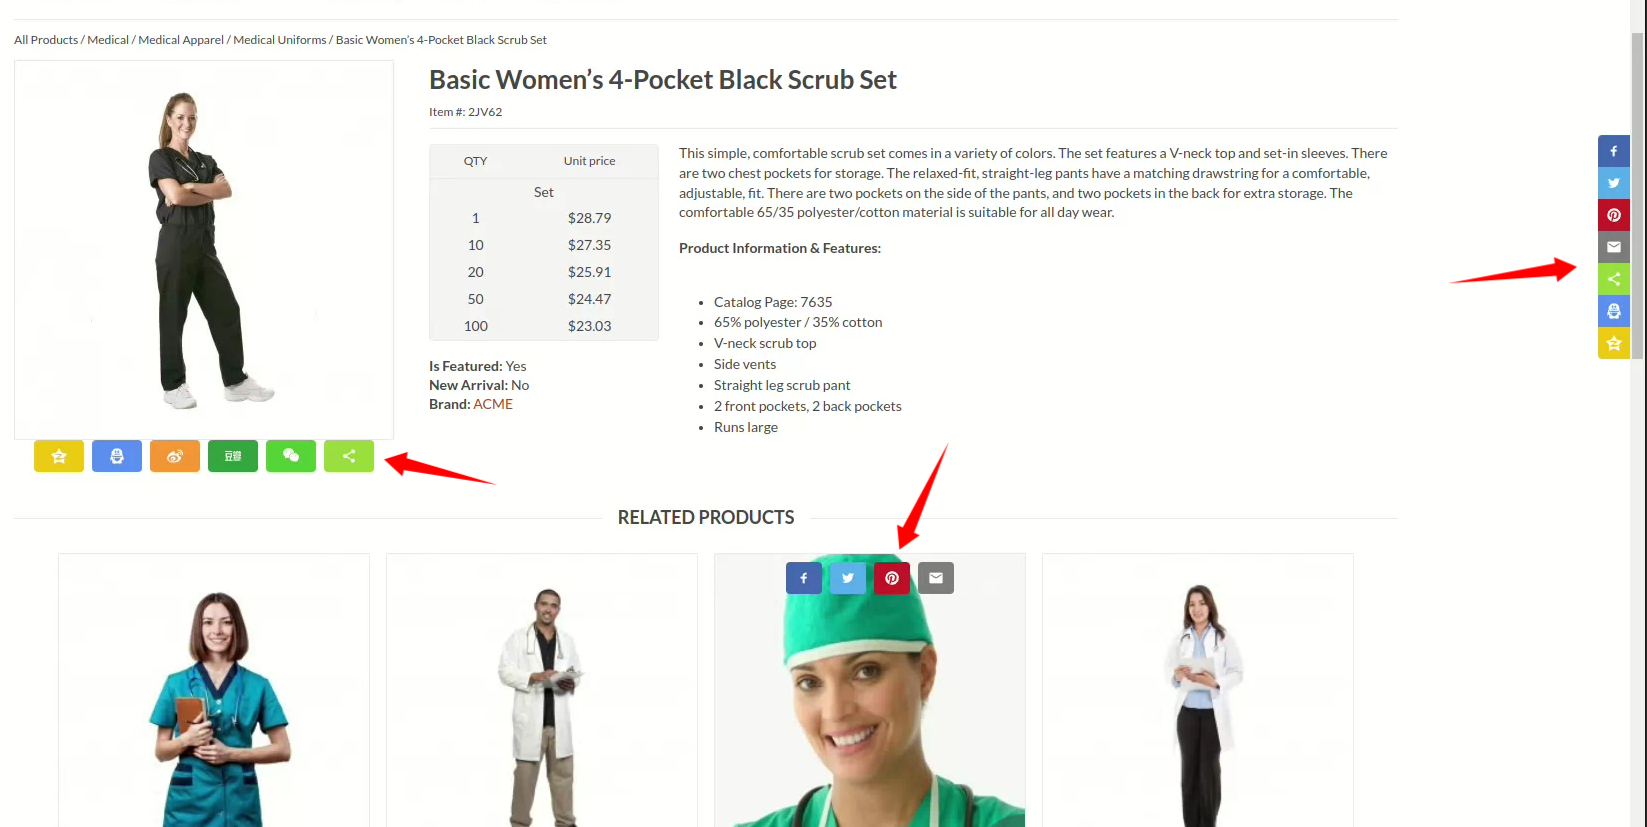 All Products / Medical / Medical Apparel / Medical Uniforms / Basic Women's 4-Pocket Black Scrub Set
Basic Women's 4-Pocket Black Scrub Set
Item #: 2JV62
QTY Unit price
Set
1 $28.79
10 $27.35
20 $25.91
50 $24.47
100 $23.03
Is Featured: Yes
New Arrival: No
Brand: ACME
This simple, comfortable scrub set comes in a variety of colors. The set features a V-neck top and set-in sleeves. There
are two chest pockets for storage. The relaxed-fit, straight-leg pants have a matching drawstring for a comfortable,
adjustable, fit. There are two pockets on the side of the pants, and two pockets in the back for extra storage. The
comfortable 65/35 polyester/cotton material is suitable for all day wear.
Product Information & Features:
• Catalog Page: 7635
• 65% polyester / 35% cotton
• V-neck scrub top
• Side vents
• Straight leg scrub pant
• 2 front pockets, 2 back pockets
• Runs large
豆瓣
RELATED PRODUCTS